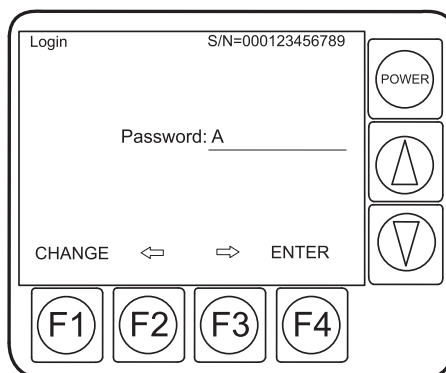 Login S/N=000123456789
POWER
Password: A
CHANGE ⇦ ⇨ ENTER
F1 F2 F3 F4